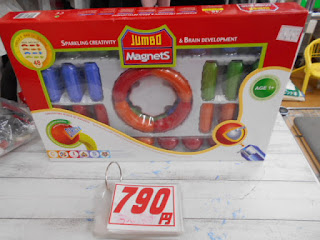 SPARKLING CREATIVITY & BRAIN DEVELOPMENT
JUMBO
MAGNETS
AGE 3+
790
円